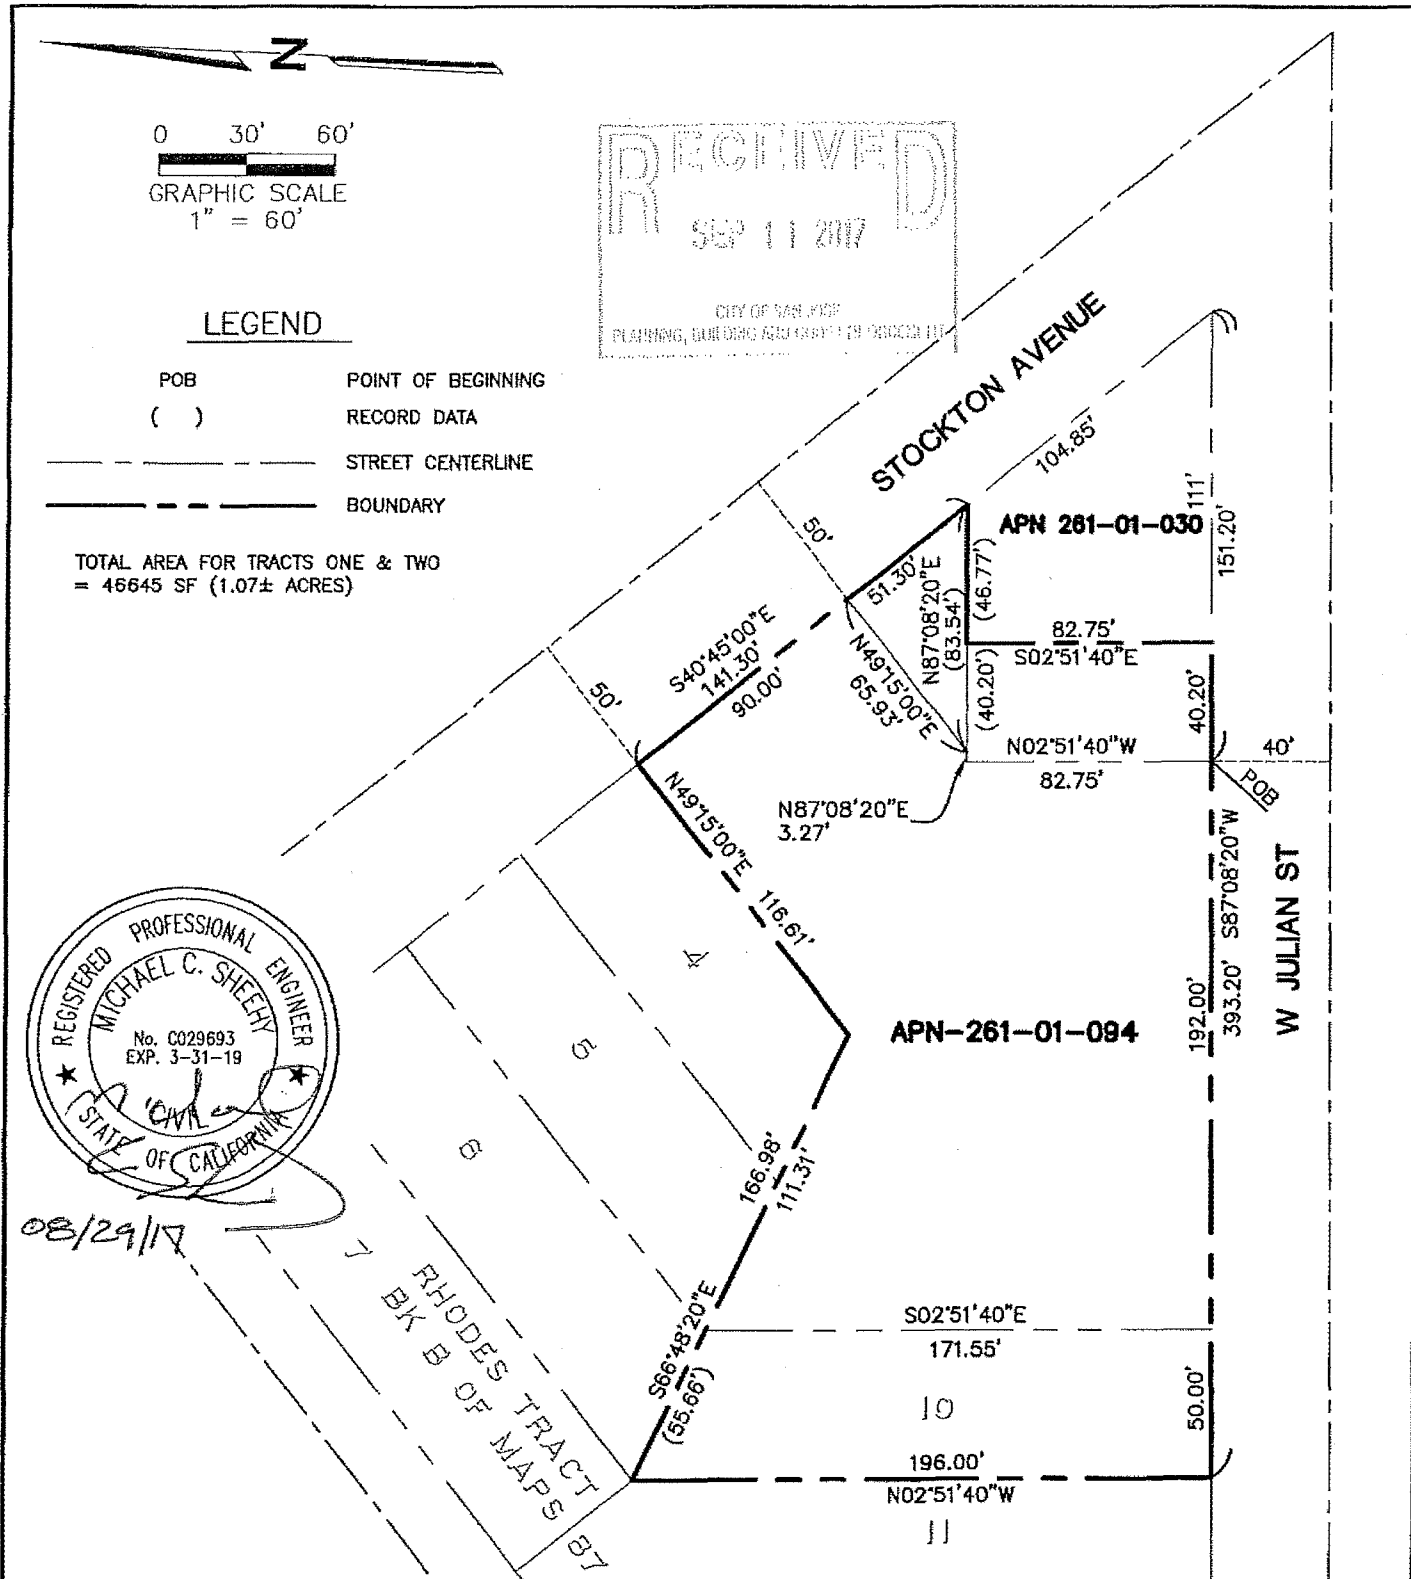 N
0 30' 60'
GRAPHIC SCALE
1" = 60'
RECEIVED
SEP 11 2017
CITY OF SAN JOSE
LEGEND
POB POINT OF BEGINNING
( ) RECORD DATA
STREET CENTERLINE
BOUNDARY
TOTAL AREA FOR TRACTS ONE & TWO
= 46645 SF (1.07± ACRES)
STOCKTON AVENUE
104.85'
111'
151.20'
APN 261-01-030
50'
51.30'
N87°08'20"E
(83.54')
(46.77')
(40.20')
82.75'
S02°51'40"E
40.20'
S40°45'00"E
141.30'
90.00'
50'
N49°15'00"E
65.93'
N02°51'40"W
82.75'
40'
POB
N87°08'20"E
3.27'
N49°15'00"E 116.61'
W JULIAN ST
192.00'
393.20' S87°08'20"W
APN-261-01-094
4
5
6
7
166.98'
111.31'
S66°48'20"E
(55.66')
S02°51'40"E
171.55'
10
50.00'
196.00'
N02°51'40"W
11
RHODES TRACT
BK B OF MAPS 87
REGISTERED PROFESSIONAL ENGINEER
MICHAEL C. SHEEHY
No. C029693
EXP. 3-31-19
CIVIL
STATE OF CALIFORNIA
08/29/17